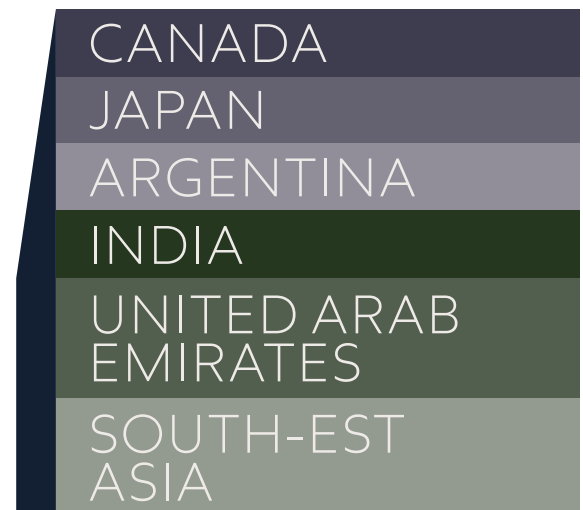 CANADA
JAPAN
ARGENTINA
INDIA
UNITED ARAB
EMIRATES
SOUTH-EST
ASIA